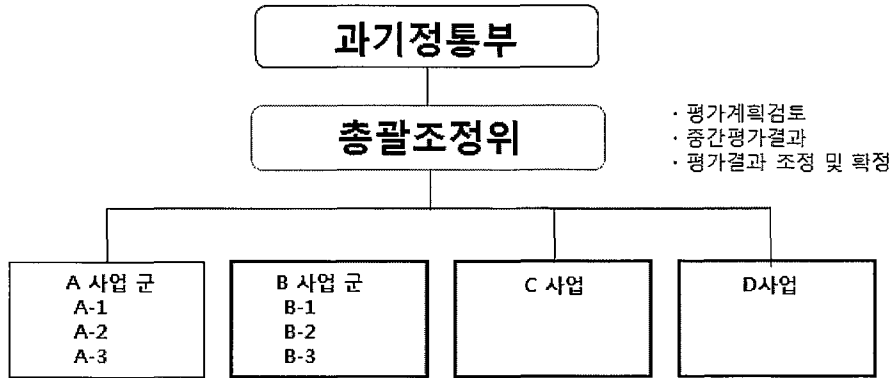 과기정통부
총괄조정위
· 평가계획검토
· 중간평가결과
· 평가결과 조정 및 확정
A 사업 군
A-1
A-2
A-3
B 사업 군
B-1
B-2
B-3
C 사업
D사업